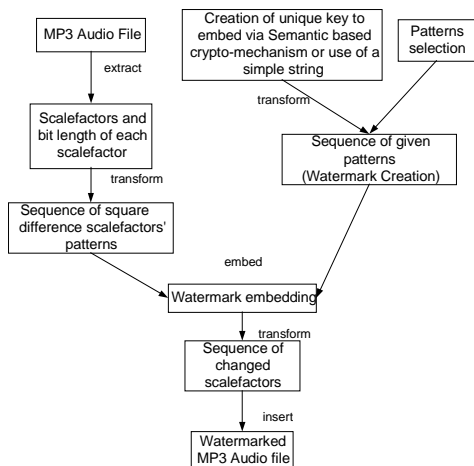 MP3 Audio File
Creation of unique key to
embed via Semantic based
crypto-mechanism or use of a
simple string
Patterns
selection
extract
transform
Scalefactors and
bit length of each
scalefactor
Sequence of given
patterns
(Watermark Creation)
transform
Sequence of square
difference scalefactors'
patterns
embed
Watermark embedding
transform
Sequence of
changed
scalefactors
insert
Watermarked
MP3 Audio file